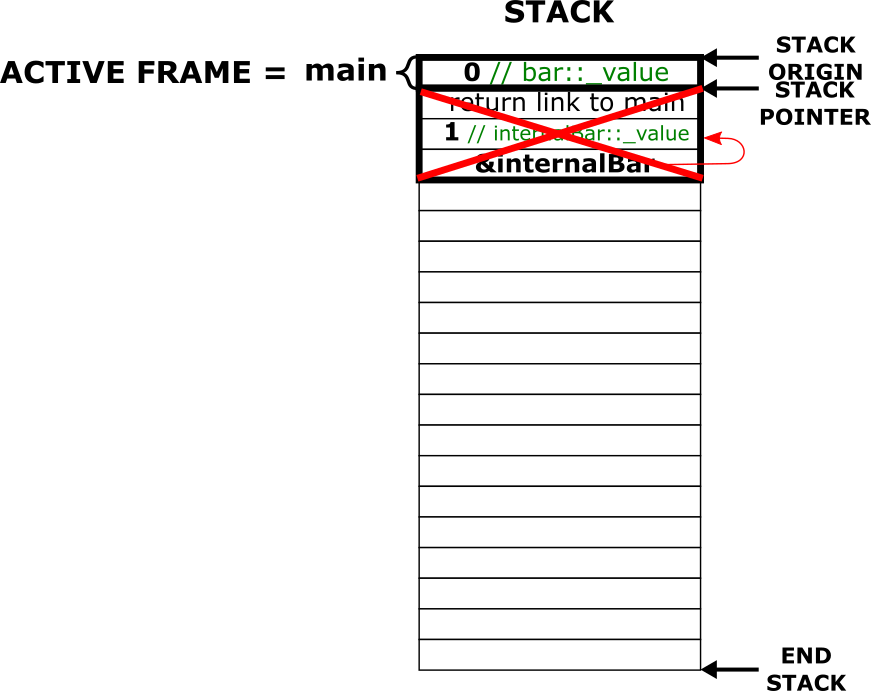 STACK
ACTIVE FRAME = main
0 // bar::_value
STACK
ORIGIN
STACK
POINTER
return link to main
1 // internalBar::_value
&internalBar
END
STACK